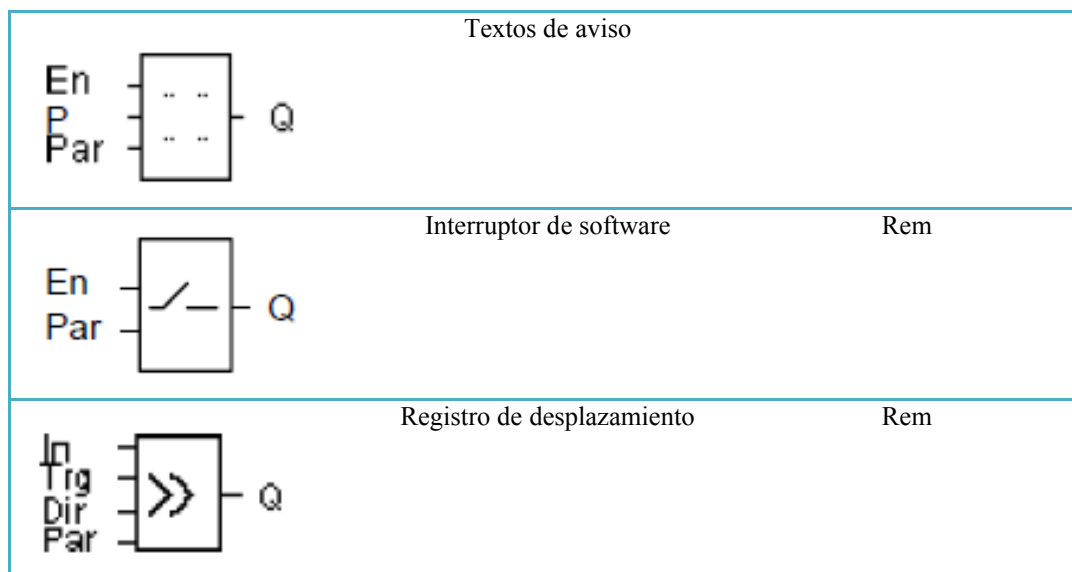 Textos de aviso
En
P
Par
Q
Interruptor de software Rem
En
Par
Q
Registro de desplazamiento Rem
In
Trg
Dir
Par
Q